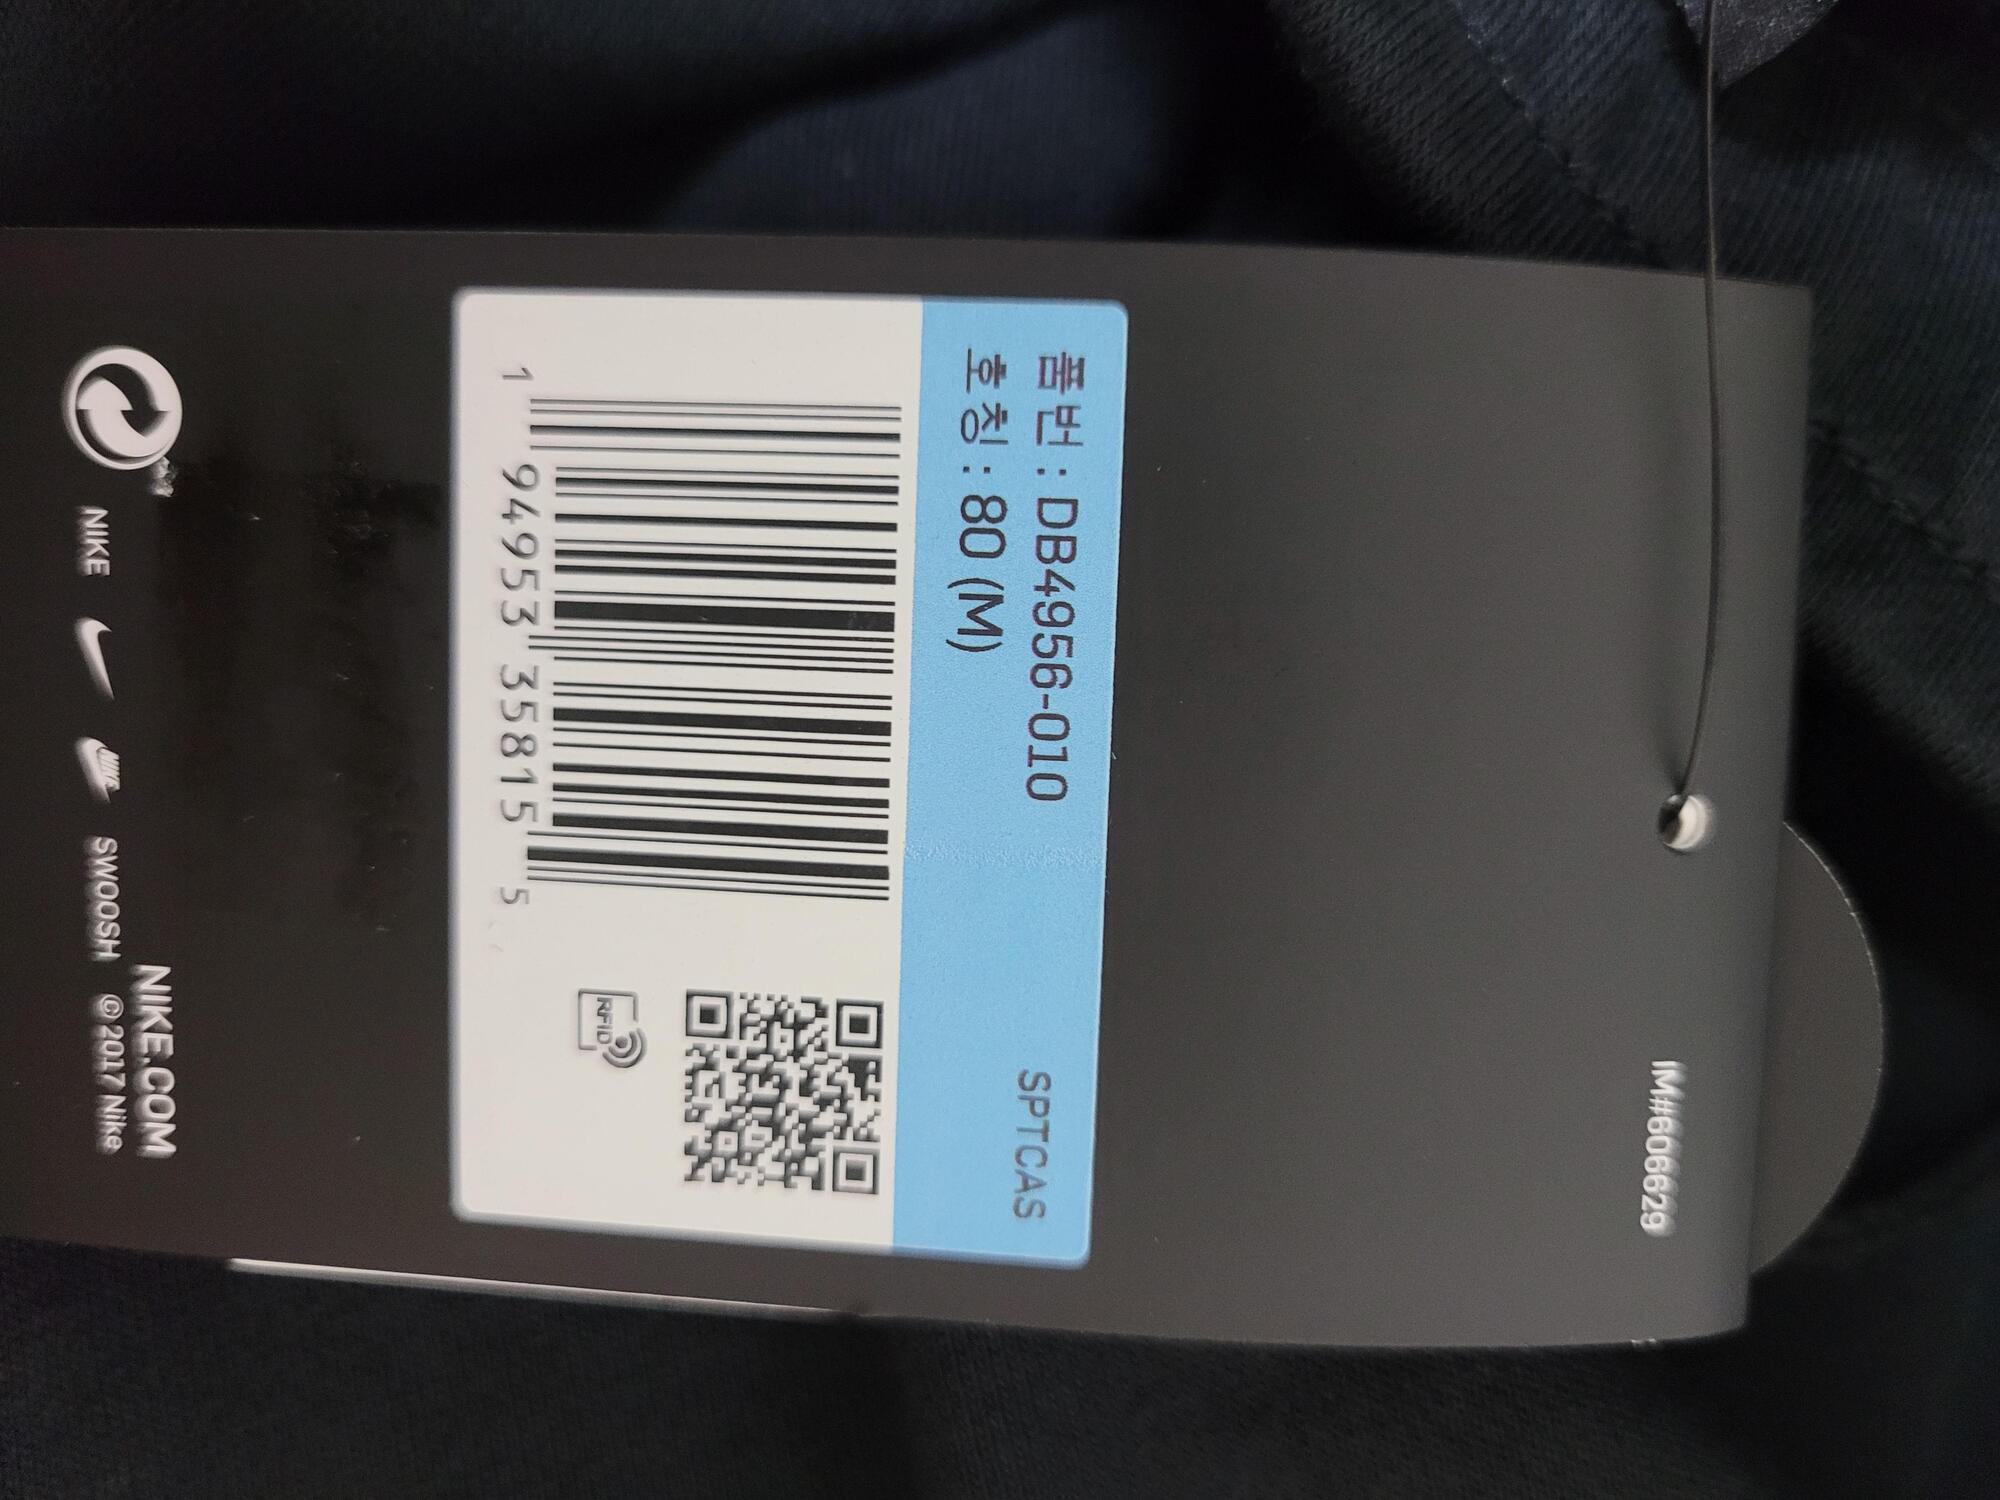 IM#606629
품번 : DB4956-010
호칭 : 80 (M)
SPTCAS
1 94953 35815 5
RFID
NIKE.COM
NIKE SWOOSH ©2017 Nike